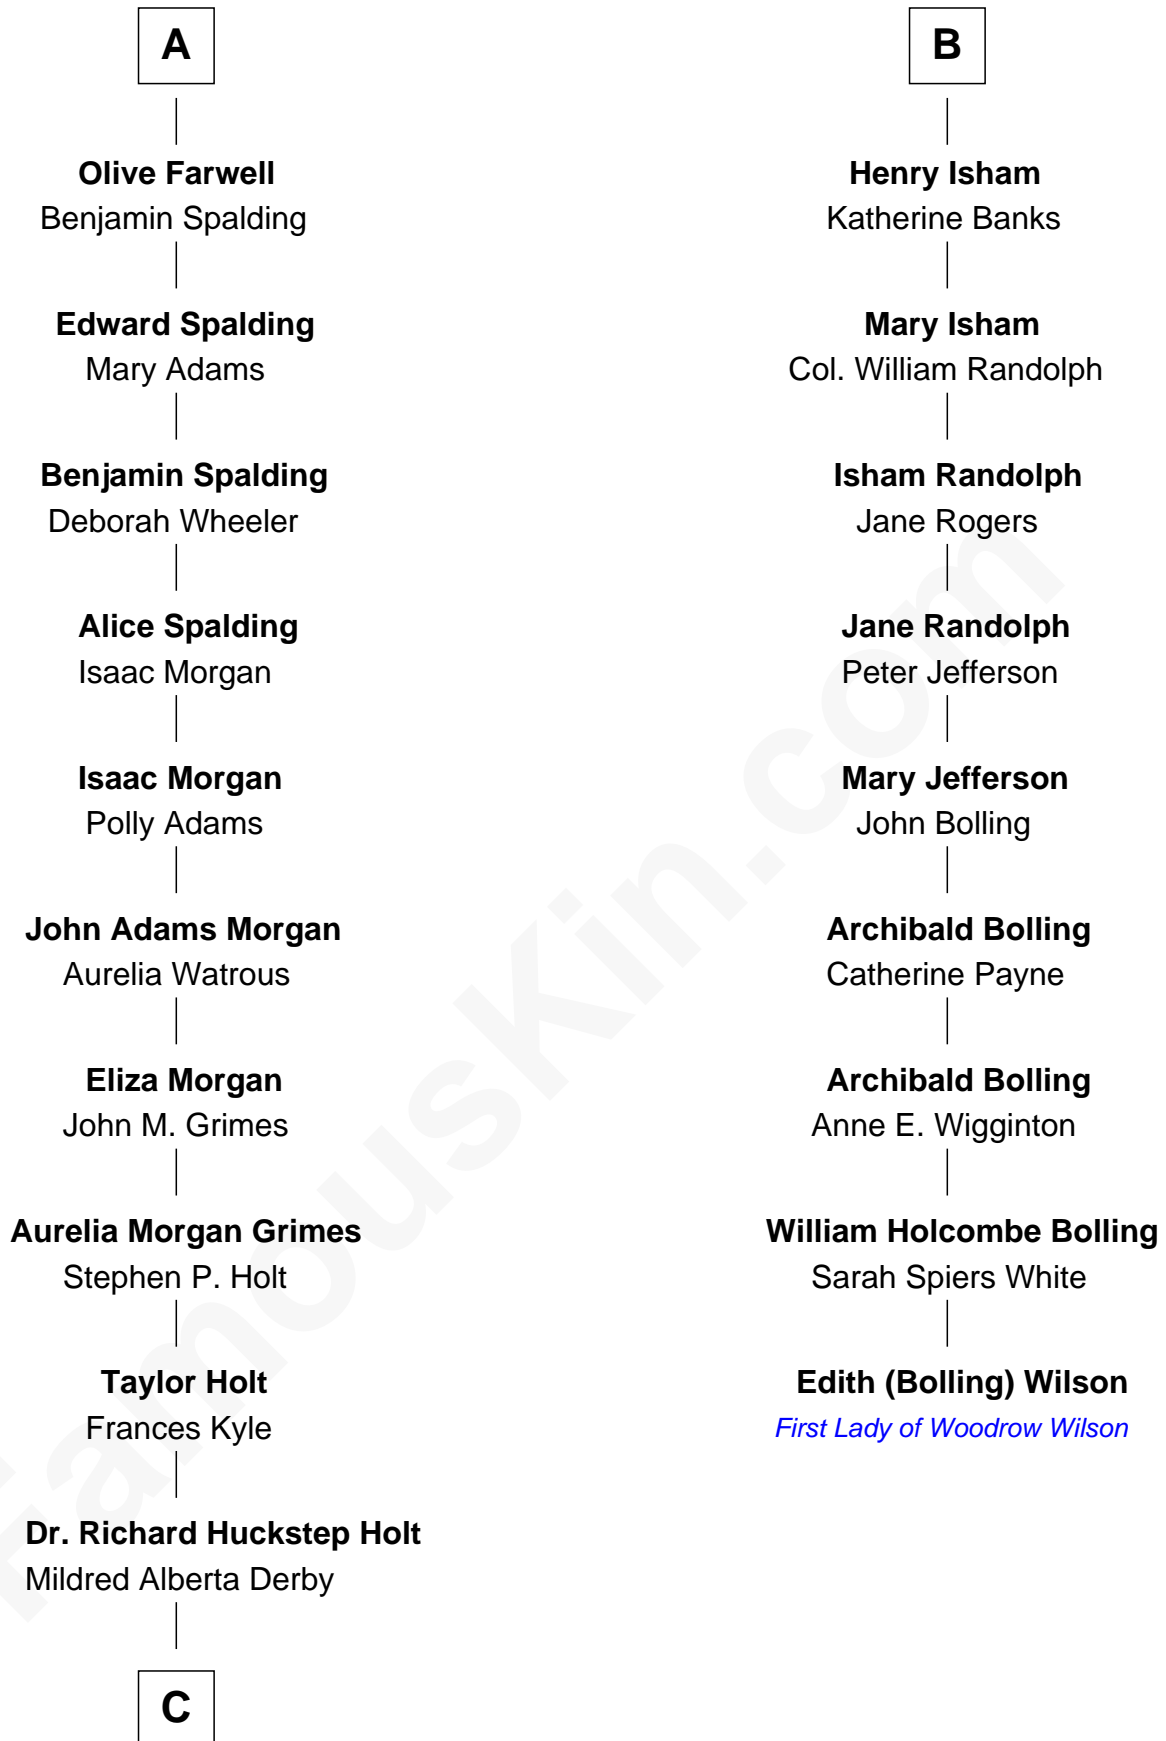 A
Olive Farwell
Benjamin Spalding
Edward Spalding
Mary Adams
Benjamin Spalding
Deborah Wheeler
Alice Spalding
Isaac Morgan
Isaac Morgan
Polly Adams
John Adams Morgan
Aurelia Watrous
Eliza Morgan
John M. Grimes
Aurelia Morgan Grimes
Stephen P. Holt
Taylor Holt
Frances Kyle
Dr. Richard Huckstep Holt
Mildred Alberta Derby
C
B
Henry Isham
Katherine Banks
Mary Isham
Col. William Randolph
Isham Randolph
Jane Rogers
Jane Randolph
Peter Jefferson
Mary Jefferson
John Bolling
Archibald Bolling
Catherine Payne
Archibald Bolling
Anne E. Wigginton
William Holcombe Bolling
Sarah Spiers White
Edith (Bolling) Wilson
First Lady of Woodrow Wilson
FamousKin.com